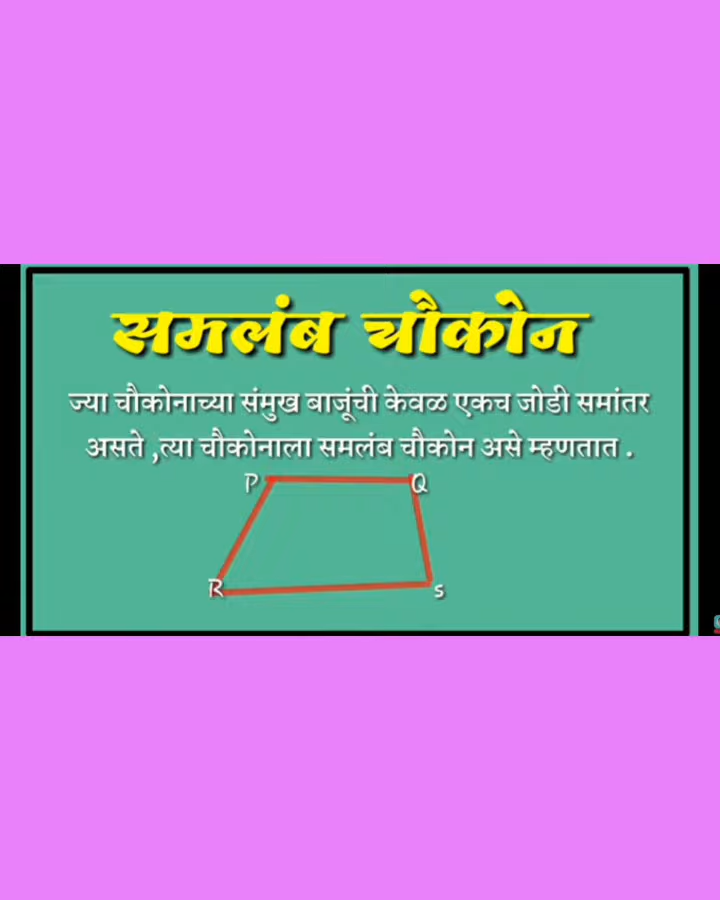 समलंब चौकोन
ज्या चौकोनाच्या संमुख बाजूंची केवळ एकच जोडी समांतर
असते ,त्या चौकोनाला समलंब चौकोन असे म्हणतात .
P Q
R s